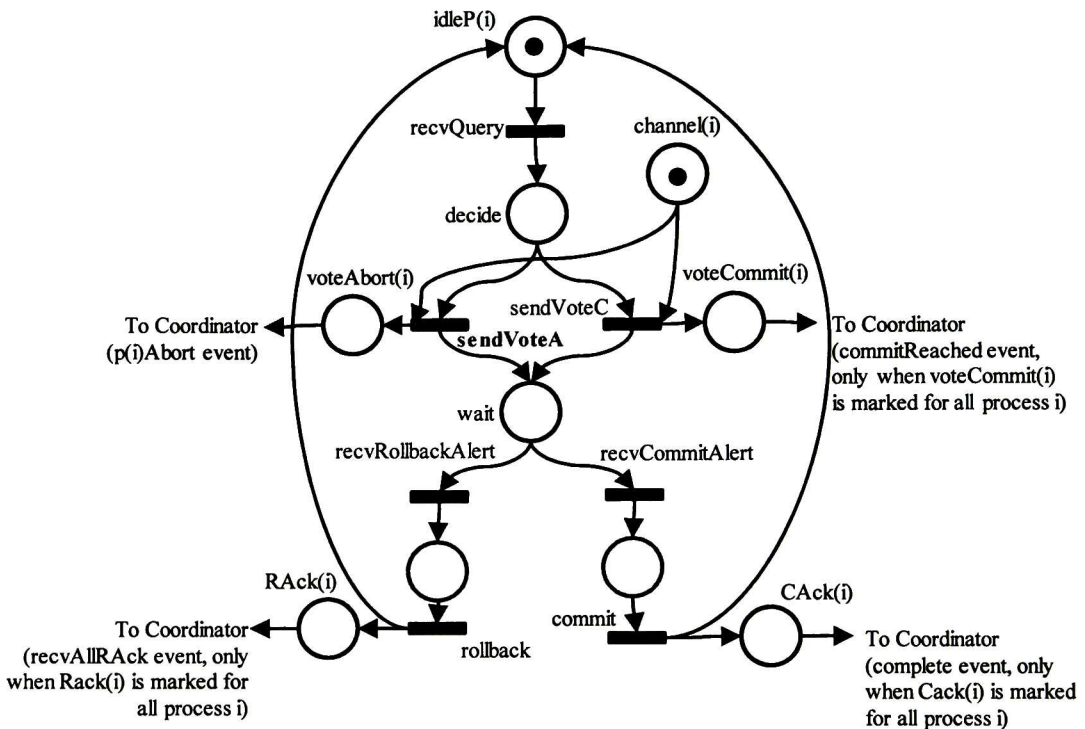 idleP(i)
recvQuery
channel(i)
decide
voteAbort(i)
voteCommit(i)
sendVoteC
To Coordinator
(p(i)Abort event)
sendVoteA
To Coordinator
(commitReached event,
only when voteCommit(i)
is marked for all process i)
wait
recvRollbackAlert
recvCommitAlert
RAck(i)
CAck(i)
commit
To Coordinator
(recvAllRAck event, only
when Rack(i) is marked for
all process i)
rollback
To Coordinator
(complete event, only
when Cack(i) is marked
for all process i)